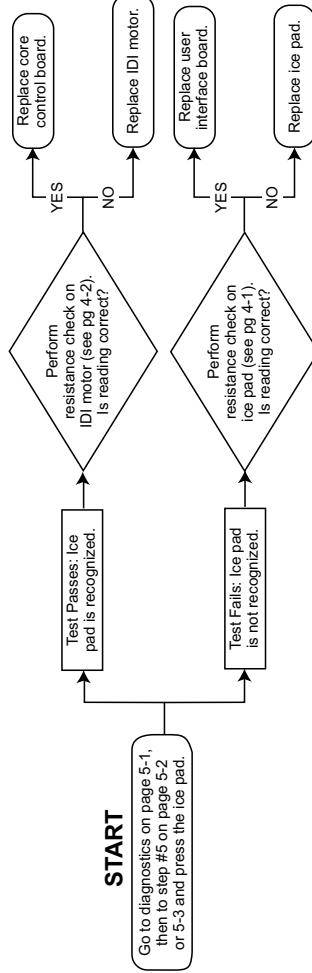 START
Go to diagnostics on page 5-1,
then to step #5 on page 5-2
or 5-3 and press the ice pad.
Test Passes: Ice
pad is recognized.
Perform
resistance check on
IDI motor (see pg 4-2).
Is reading correct?
YES
Replace core
control board.
NO
Replace IDI motor.
Test Fails: Ice pad
is not recognized.
Perform
resistance check on
ice pad (see pg 4-1).
Is reading correct?
YES
Replace user
interface board.
NO
Replace ice pad.